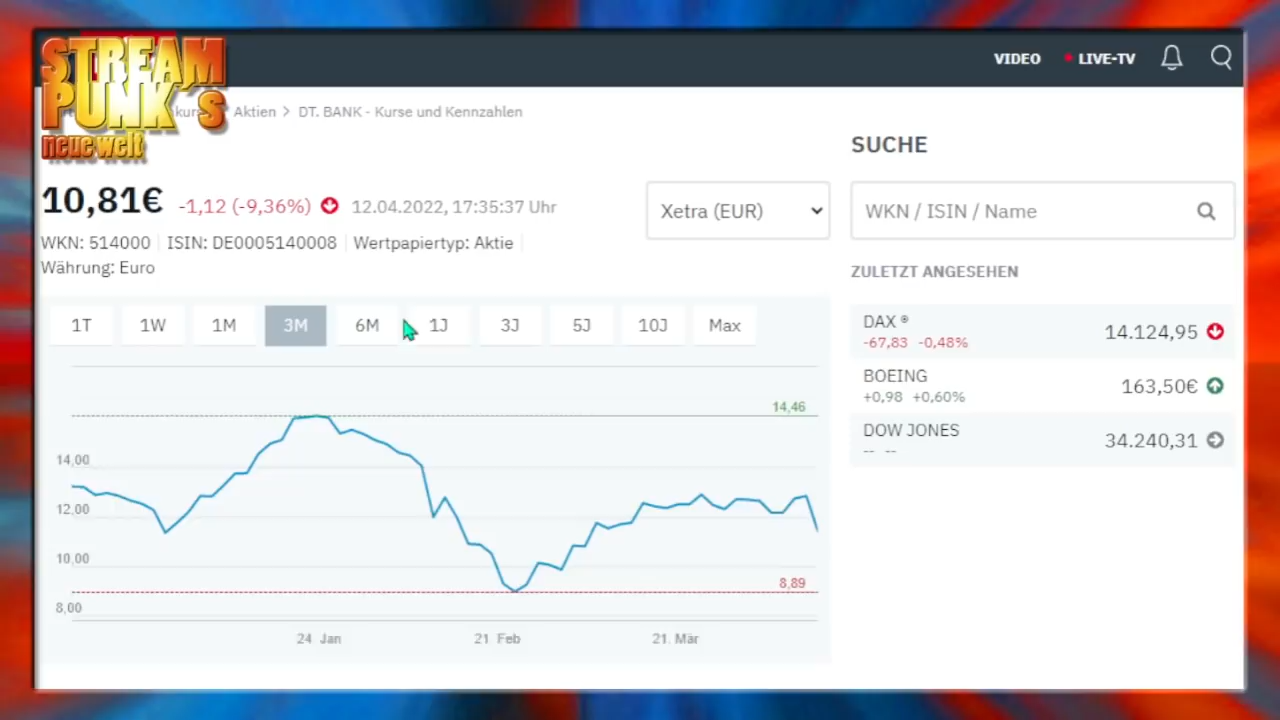 STREAM
PUNK´s
neue welt
VIDEO
LIVE-TV
Aktien > DT. BANK - Kurse und Kennzahlen
SUCHE
10,81€ -1,12 (-9,36%) 12.04.2022, 17:35:37 Uhr
Xetra (EUR)
WKN / ISIN / Name
WKN: 514000 ISIN: DE0005140008 Wertpapiertyp: Aktie
Währung: Euro
ZULETZT ANGESEHEN
1T 1W 1M 3M 6M 1J 3J 5J 10J Max
DAX ® 14.124,95
-67,83 -0,48%
BOEING 163,50€
+0,98 +0,60%
DOW JONES 34.240,31
-- --
14,46
14,00
12,00
10,00
8,89
8,00
24 Jan 21 Feb 21. Mär